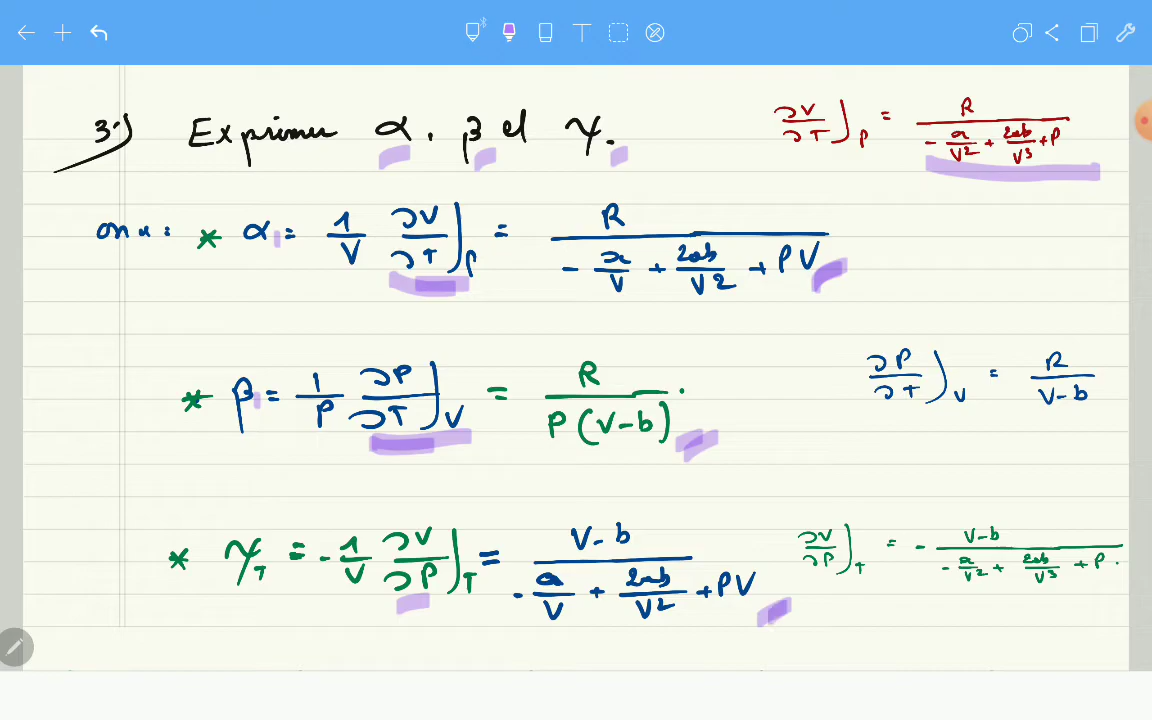 3°) Exprimer α, β et γ.
∂V/∂T)_P = R / (-a/V² + 2ab/V³ + P)
on a : * α = 1/V ∂V/∂T)_P = R / (-a/V + 2ab/V² + PV)
* β = 1/P ∂P/∂T)_V = R / (P(V-b)).
∂P/∂T)_V = R / (V-b)
* γ_T = -1/V ∂V/∂P)_T = (V-b) / (-a/V + 2ab/V² + PV)
∂V/∂P)_T = - (V-b) / (-a/V² + 2ab/V³ + P).